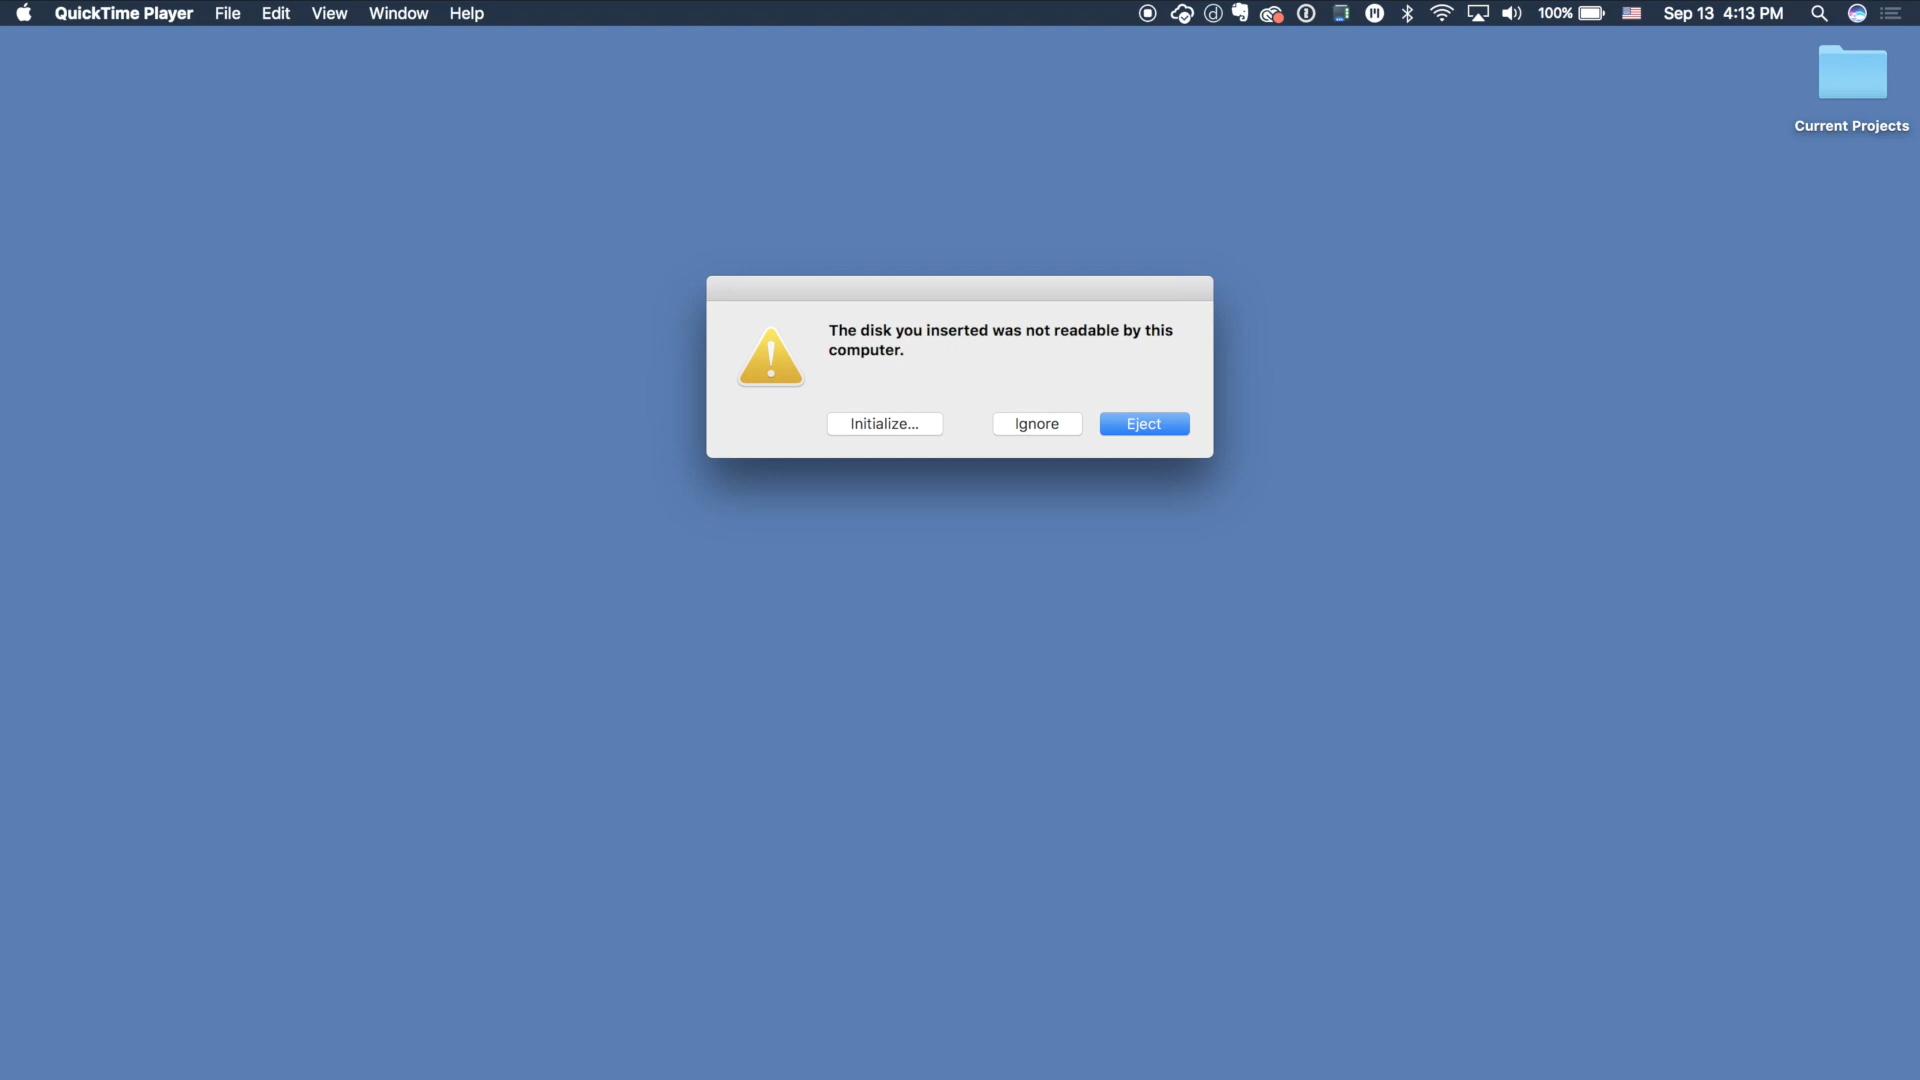 QuickTime Player File Edit View Window Help 100% Sep 13 4:13 PM
Current Projects
The disk you inserted was not readable by this
computer.
Initialize... Ignore Eject